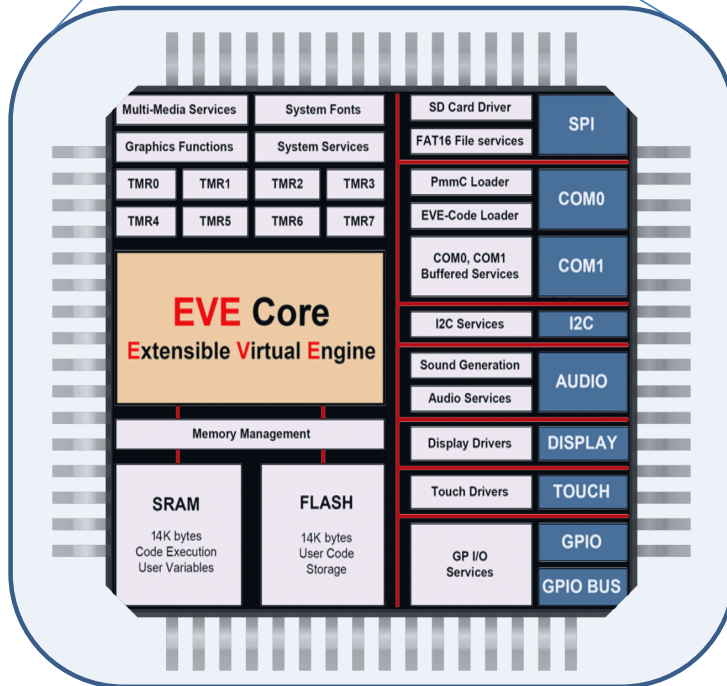 Multi-Media Services
System Fonts
Graphics Functions
System Services
TMR0
TMR1
TMR2
TMR3
TMR4
TMR5
TMR6
TMR7
EVE Core
Extensible Virtual Engine
Memory Management
SRAM
14K bytes
Code Execution
User Variables
FLASH
14K bytes
User Code
Storage
SD Card Driver
FAT16 File services
SPI
PmmC Loader
EVE-Code Loader
COM0
COM0, COM1
Buffered Services
COM1
I2C Services
I2C
Sound Generation
Audio Services
AUDIO
Display Drivers
DISPLAY
Touch Drivers
TOUCH
GP I/O
Services
GPIO
GPIO BUS